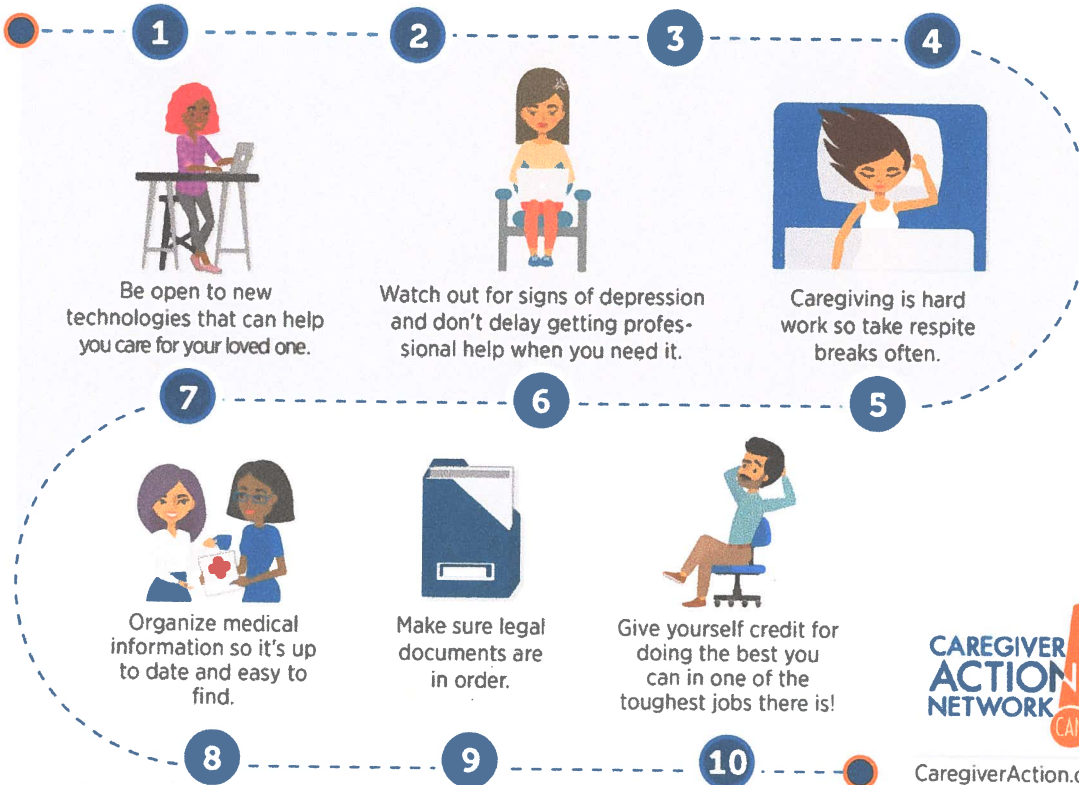 1
2
3
4
Be open to new
technologies that can help
you care for your loved one.
Watch out for signs of depression
and don't delay getting profes-
sional help when you need it.
Caregiving is hard
work so take respite
breaks often.
7
6
5
Organize medical
information so it's up
to date and easy to
find.
Make sure legal
documents are
in order.
Give yourself credit for
doing the best you
can in one of the
toughest jobs there is!
CAREGIVER
ACTION
NETWORK
CAN
8
9
10
CaregiverAction.o